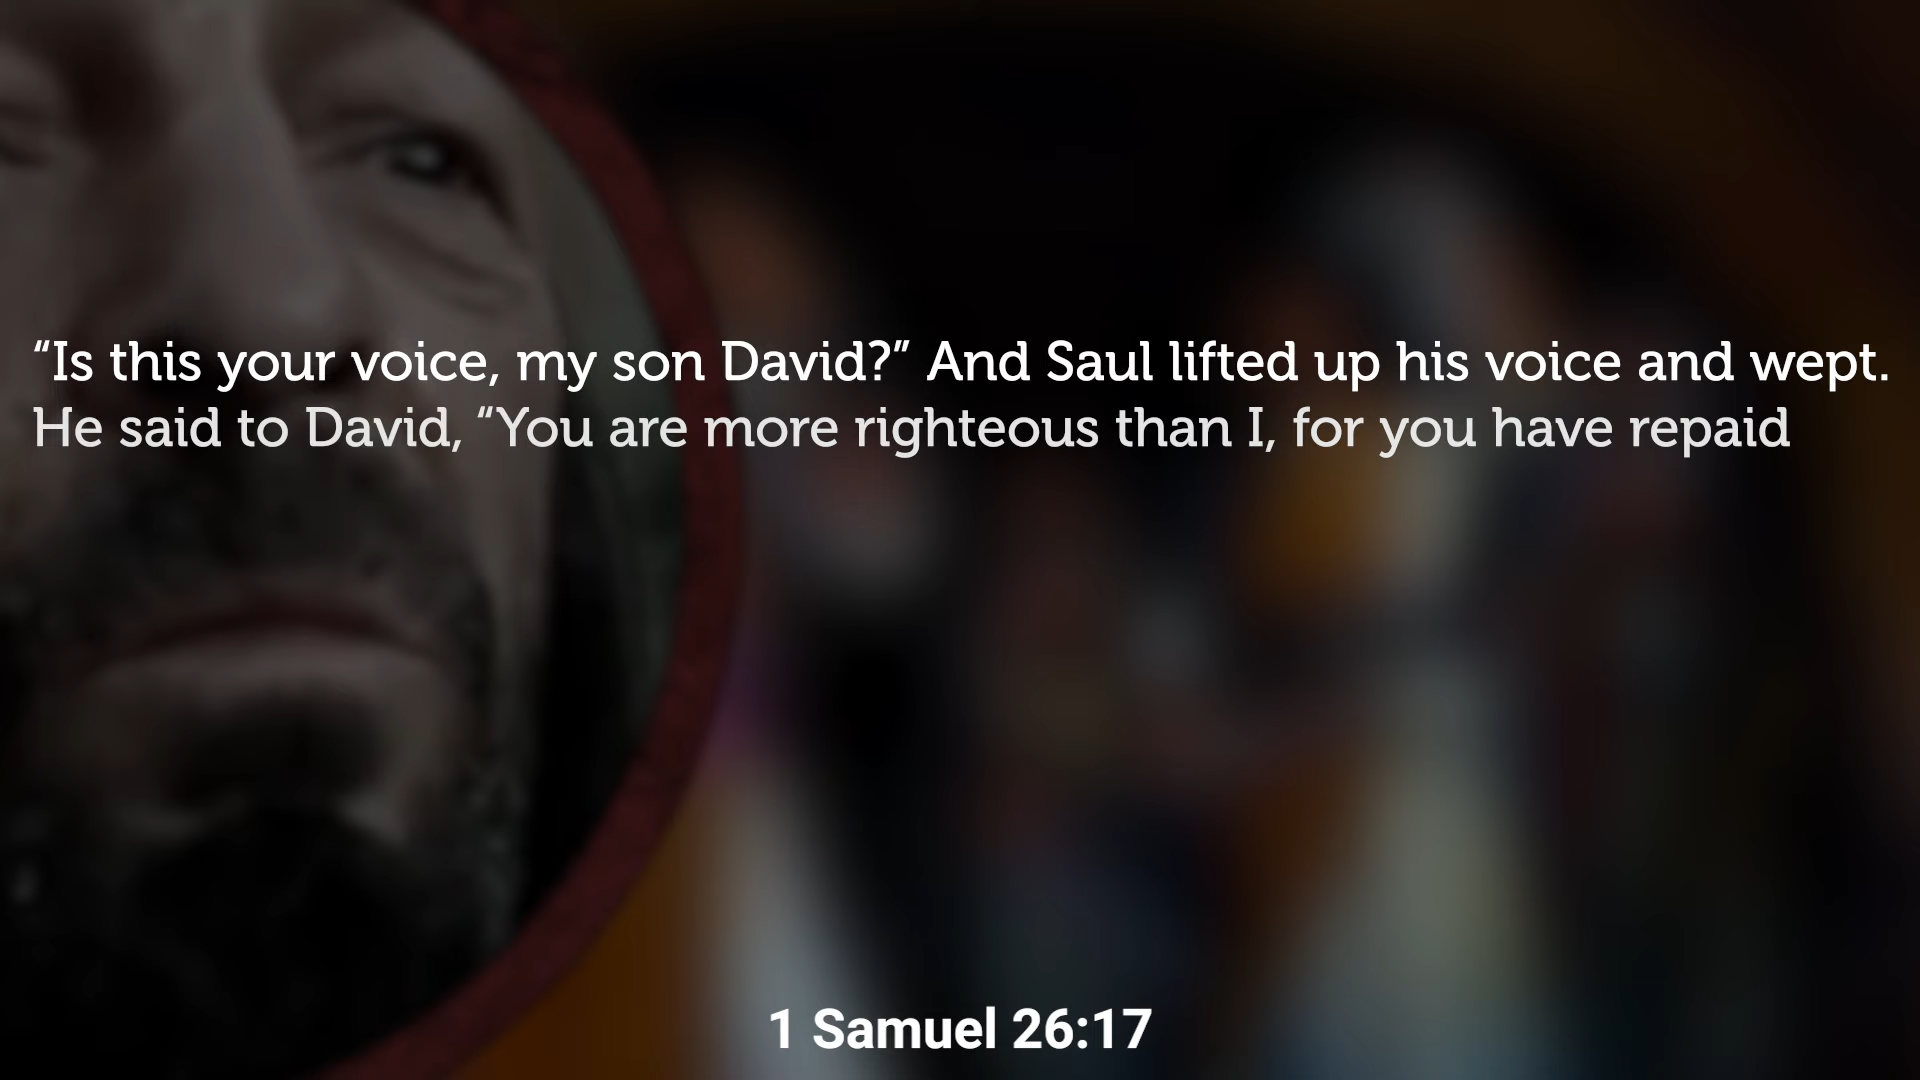 “Is this your voice, my son David?” And Saul lifted up his voice and wept.
He said to David, “You are more righteous than I, for you have repaid
1 Samuel 26:17